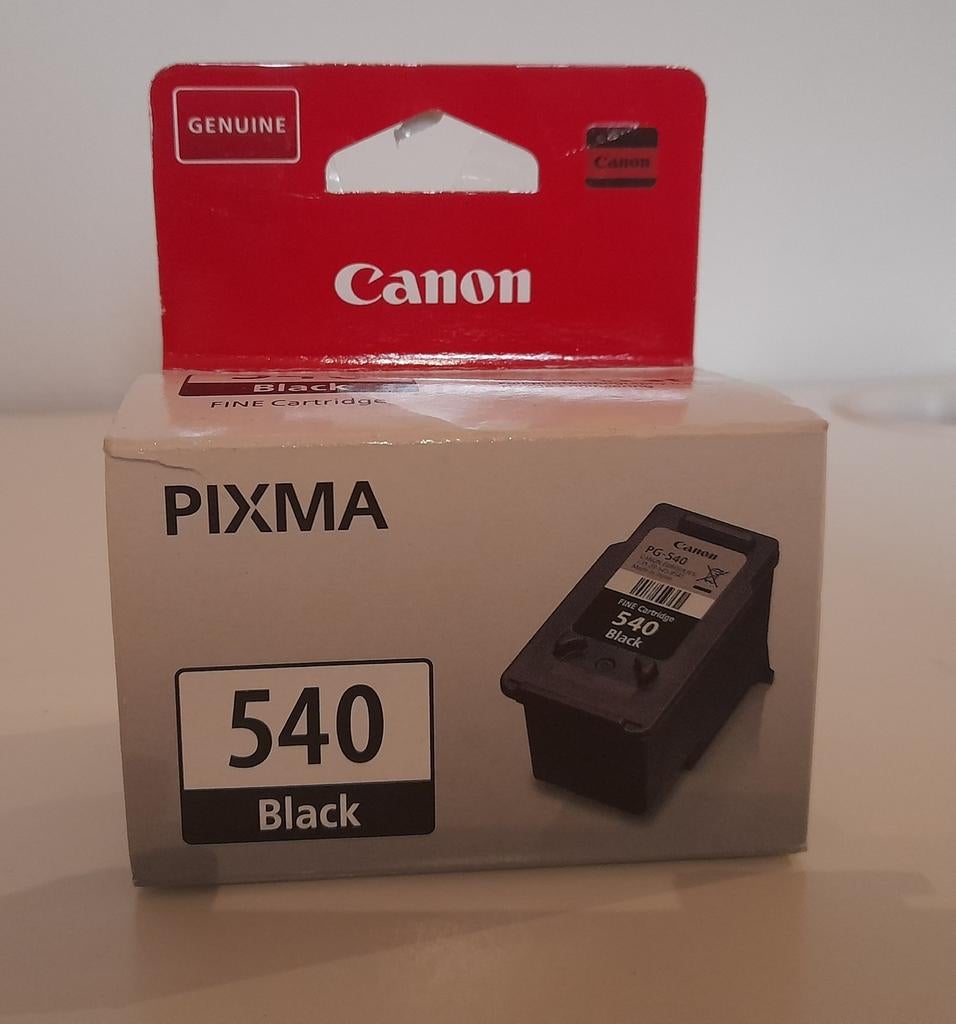 GENUINE
Canon
Canon
Black
FINE Cartridge
PIXMA
Canon
PG-540
FINE Cartridge
540
Black
540
Black